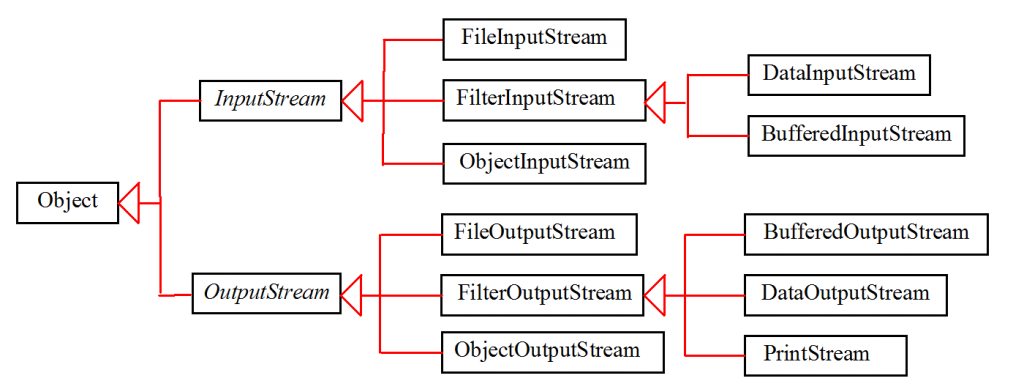 Object
InputStream
FileInputStream
FilterInputStream
ObjectInputStream
DataInputStream
BufferedInputStream
OutputStream
FileOutputStream
FilterOutputStream
ObjectOutputStream
BufferedOutputStream
DataOutputStream
PrintStream